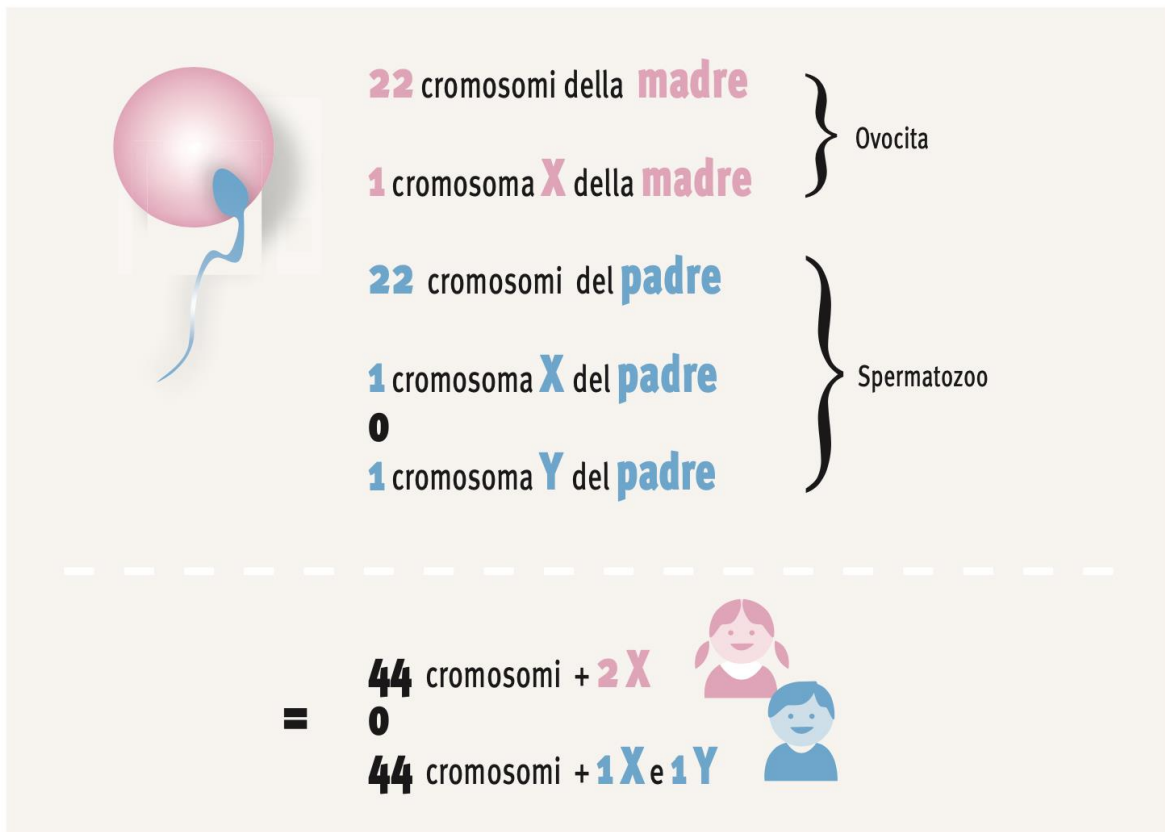 22 cromosomi della madre
1 cromosoma X della madre
Ovocita
22 cromosomi del padre
1 cromosoma X del padre
o
1 cromosoma Y del padre
Spermatozoo
44 cromosomi + 2 X
= o
44 cromosomi + 1 X e 1 Y